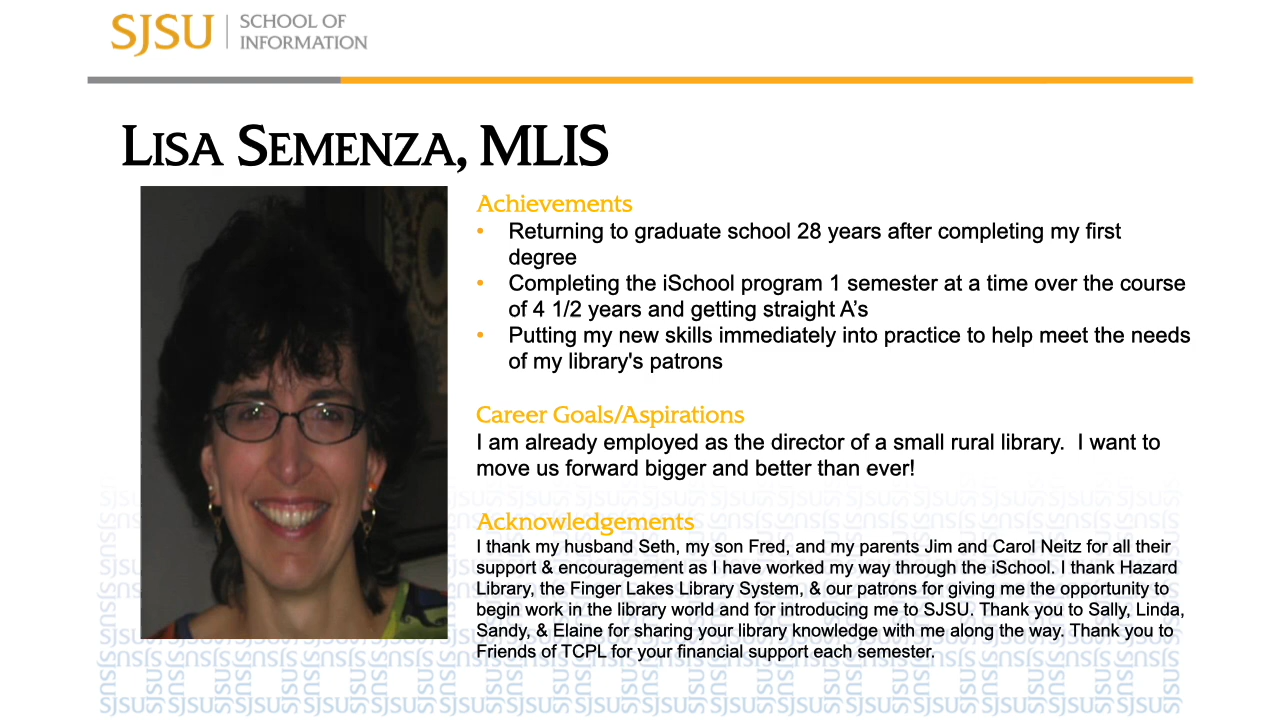 SJSU | SCHOOL OF
INFORMATION
LISA SEMENZA, MLIS
Achievements
• Returning to graduate school 28 years after completing my first
degree
• Completing the iSchool program 1 semester at a time over the course
of 4 1/2 years and getting straight A’s
• Putting my new skills immediately into practice to help meet the needs
of my library's patrons
Career Goals/Aspirations
I am already employed as the director of a small rural library.  I want to
move us forward bigger and better than ever!
Acknowledgements
I thank my husband Seth, my son Fred, and my parents Jim and Carol Neitz for all their
support & encouragement as I have worked my way through the iSchool. I thank Hazard
Library, the Finger Lakes Library System, & our patrons for giving me the opportunity to
begin work in the library world and for introducing me to SJSU. Thank you to Sally, Linda,
Sandy, & Elaine for sharing your library knowledge with me along the way. Thank you to
Friends of TCPL for your financial support each semester.